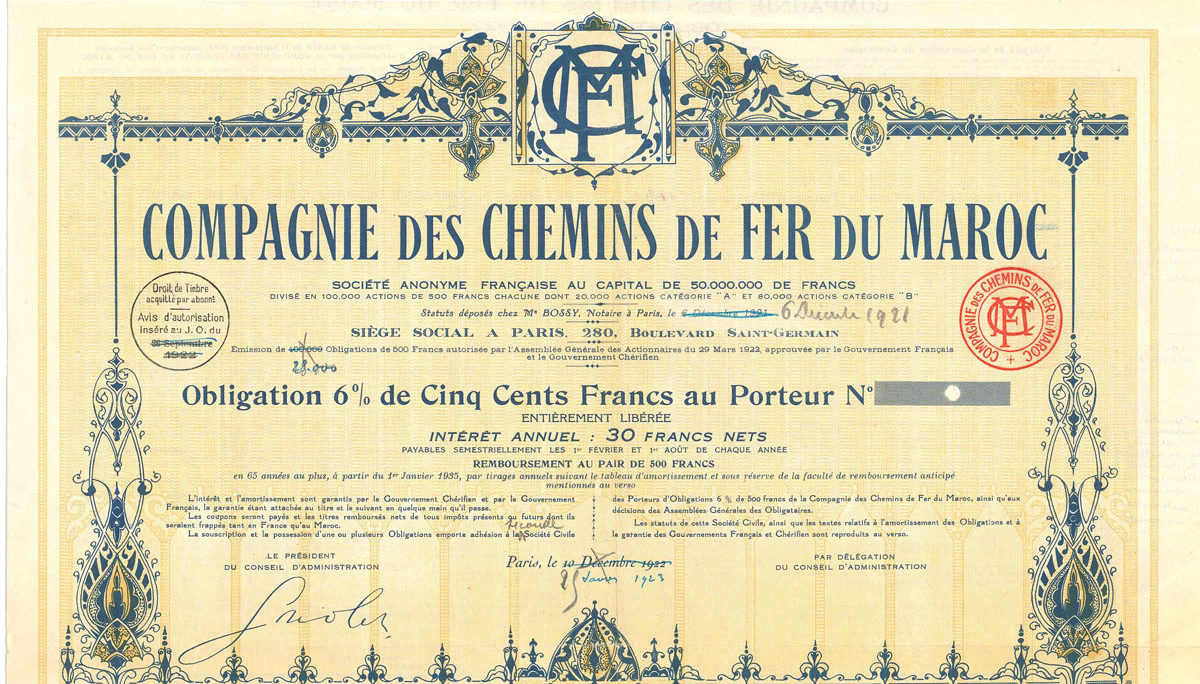 COMPAGNIE DES CHEMINS DE FER DU MAROC
SOCIÉTÉ ANONYME FRANÇAISE AU CAPITAL DE 50.000.000 DE FRANCS
DIVISÉ EN 100.000 ACTIONS DE 500 FRANCS CHACUNE DONT 20.000 ACTIONS CATÉGORIE "A" ET 80.000 ACTIONS CATÉGORIE "B"
Statuts déposés chez Mᵉ BOSSY, Notaire à Paris, le 6 Décembre 1921 6 Décembre 1921
SIÈGE SOCIAL A PARIS 280, BOULEVARD SAINT-GERMAIN
Droit de Timbre
acquitté par abonnt
Avis d'autorisation
inséré au J. O. du
Septembre
1922
COMPAGNIE DES CHEMINS DE FER DU MAROC
CFM
Émission de 100.000 Obligations de 500 Francs autorisée par l'Assemblée Générale des Actionnaires du 29 Mars 1922, approuvée par le Gouvernement Français
et le Gouvernement Chérifien
28.000
Obligation 6% de Cinq Cents Francs au Porteur Nº
ENTIÈREMENT LIBÉRÉE
INTÉRÊT ANNUEL : 30 FRANCS NETS
PAYABLES SEMESTRIELLEMENT LES 1ᵉʳ FÉVRIER ET 1ᵉʳ AOÛT DE CHAQUE ANNÉE
REMBOURSEMENT AU PAIR DE 500 FRANCS
en 65 années au plus, à partir du 1ᵉʳ Janvier 1935, par tirages annuels suivant le tableau d'amortissement et sous réserve de la faculté de remboursement anticipé
mentionnés au verso
L'intérêt et l'amortissement sont garantis par le Gouvernement Chérifien et par le Gouvernement
Français, la garantie étant attachée au titre et le suivant en quelque main qu'il passe.
Les coupons seront payés et les titres remboursés nets de tous impôts présents ou futurs dont ils
seraient frappés tant en France qu'au Maroc.
seconde
La souscription et la possession d'une ou plusieurs Obligations emporte adhésion à la Société Civile
des Porteurs d'Obligations 6 % de 500 francs de la Compagnie des Chemins de Fer du Maroc, ainsi qu'aux
décisions des Assemblées Générales des Obligataires.
Les statuts de cette Société Civile, ainsi que les textes relatifs à l'amortissement des Obligations et à
la garantie des Gouvernements Français et Chérifien sont reproduits au verso.
LE PRÉSIDENT
DU CONSEIL D'ADMINISTRATION
Paris, le 10 Décembre 1922
25 Janv 1923
PAR DÉLÉGATION
DU CONSEIL D'ADMINISTRATION